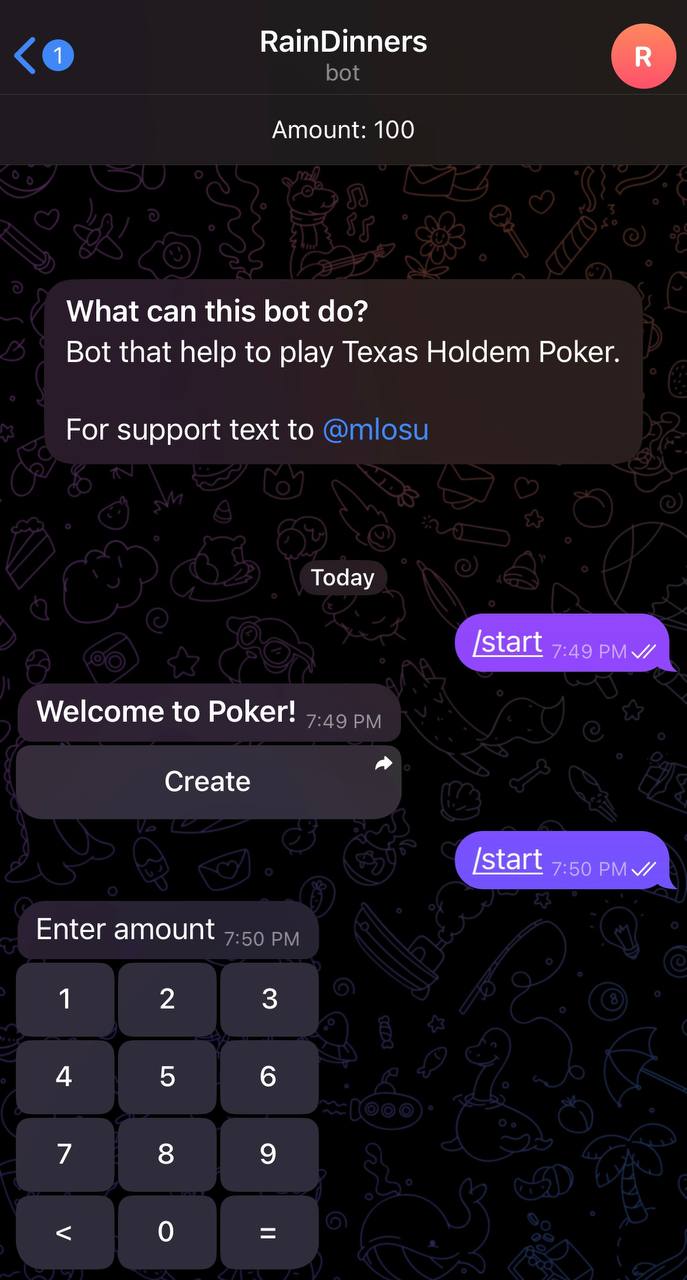 1
RainDinners
bot
R
Amount: 100
What can this bot do?
Bot that help to play Texas Holdem Poker.
For support text to @mlosu
Today
/start 7:49 PM
Welcome to Poker! 7:49 PM
Create
/start 7:50 PM
Enter amount 7:50 PM
1 2 3
4 5 6
7 8 9
< 0 =